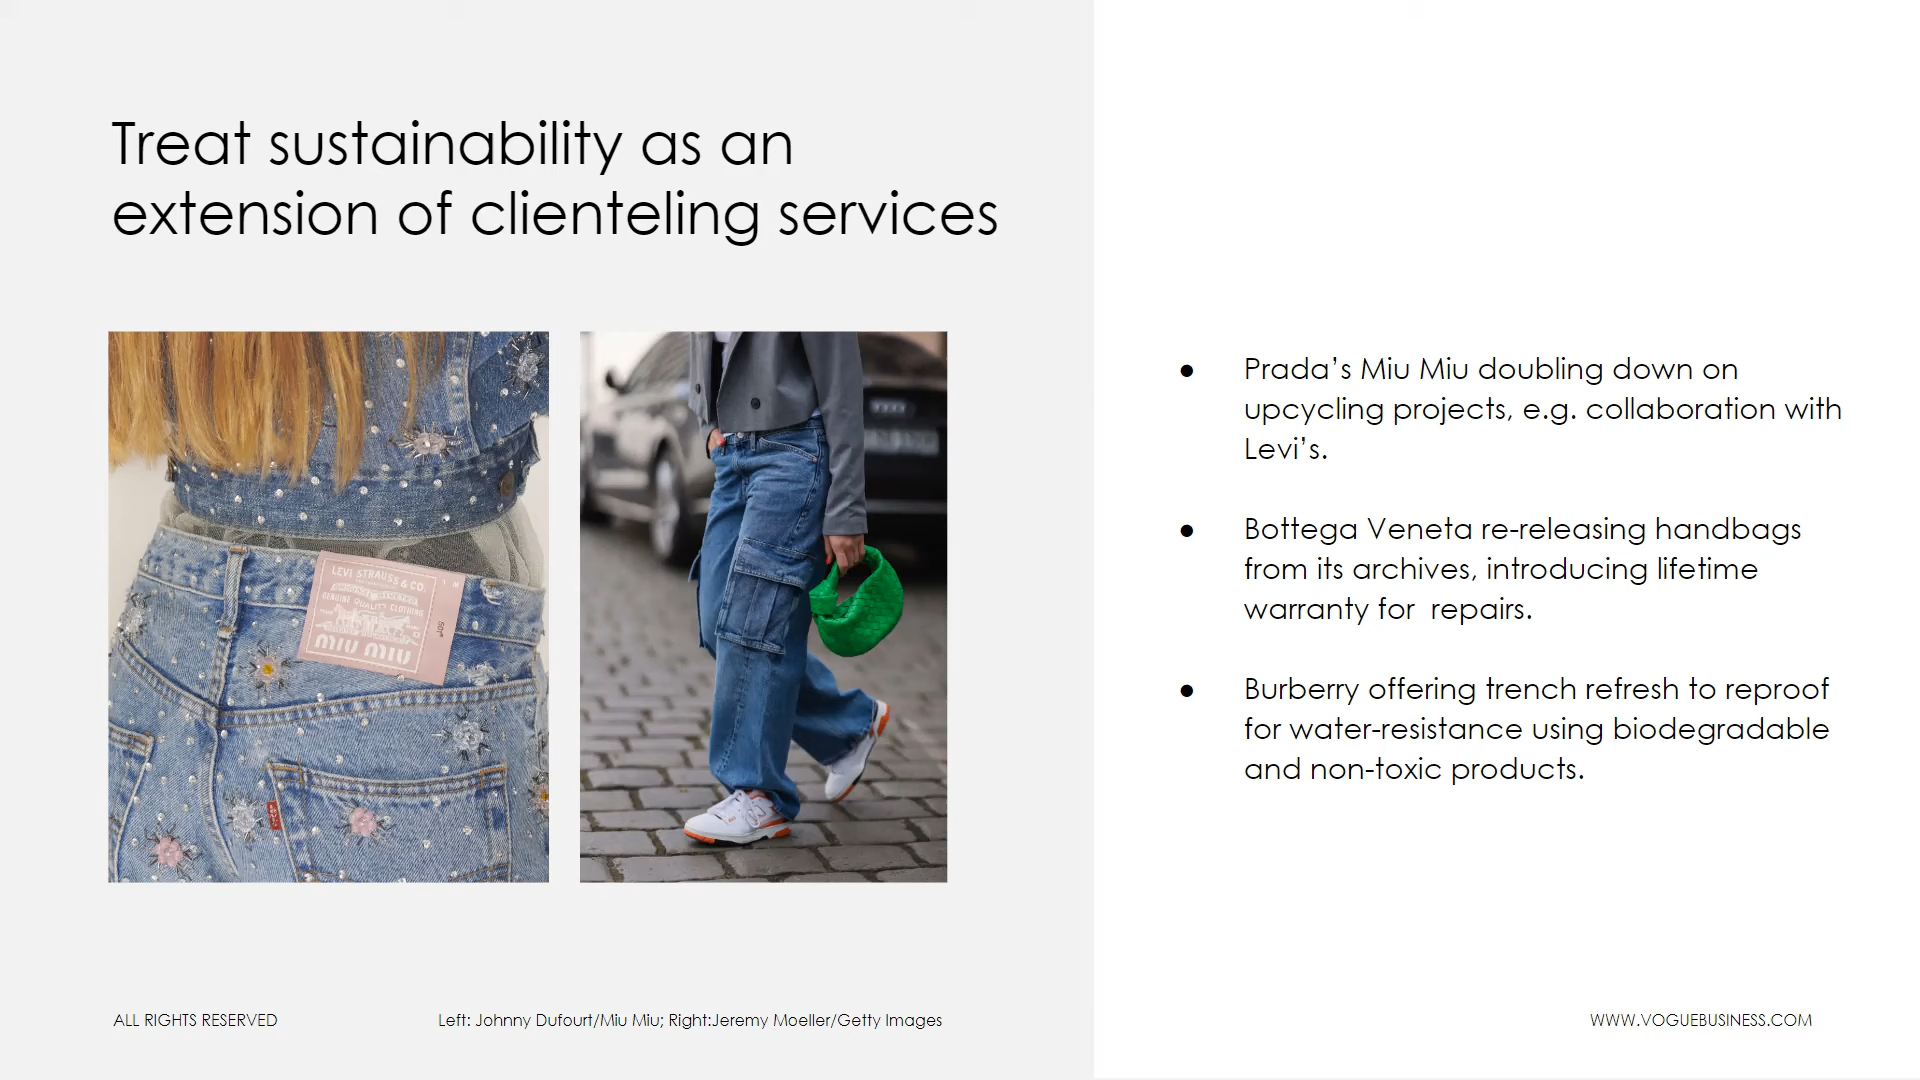 Treat sustainability as an
extension of clienteling services
LEVI STRAUSS & CO.
QUALITY CLOTHING
MIU MIU
501
● Prada’s Miu Miu doubling down on
upcycling projects, e.g. collaboration with
Levi’s.
● Bottega Veneta re-releasing handbags
from its archives, introducing lifetime
warranty for  repairs.
● Burberry offering trench refresh to reproof
for water-resistance using biodegradable
and non-toxic products.
ALL RIGHTS RESERVED
Left: Johnny Dufourt/Miu Miu; Right:Jeremy Moeller/Getty Images
WWW.VOGUEBUSINESS.COM